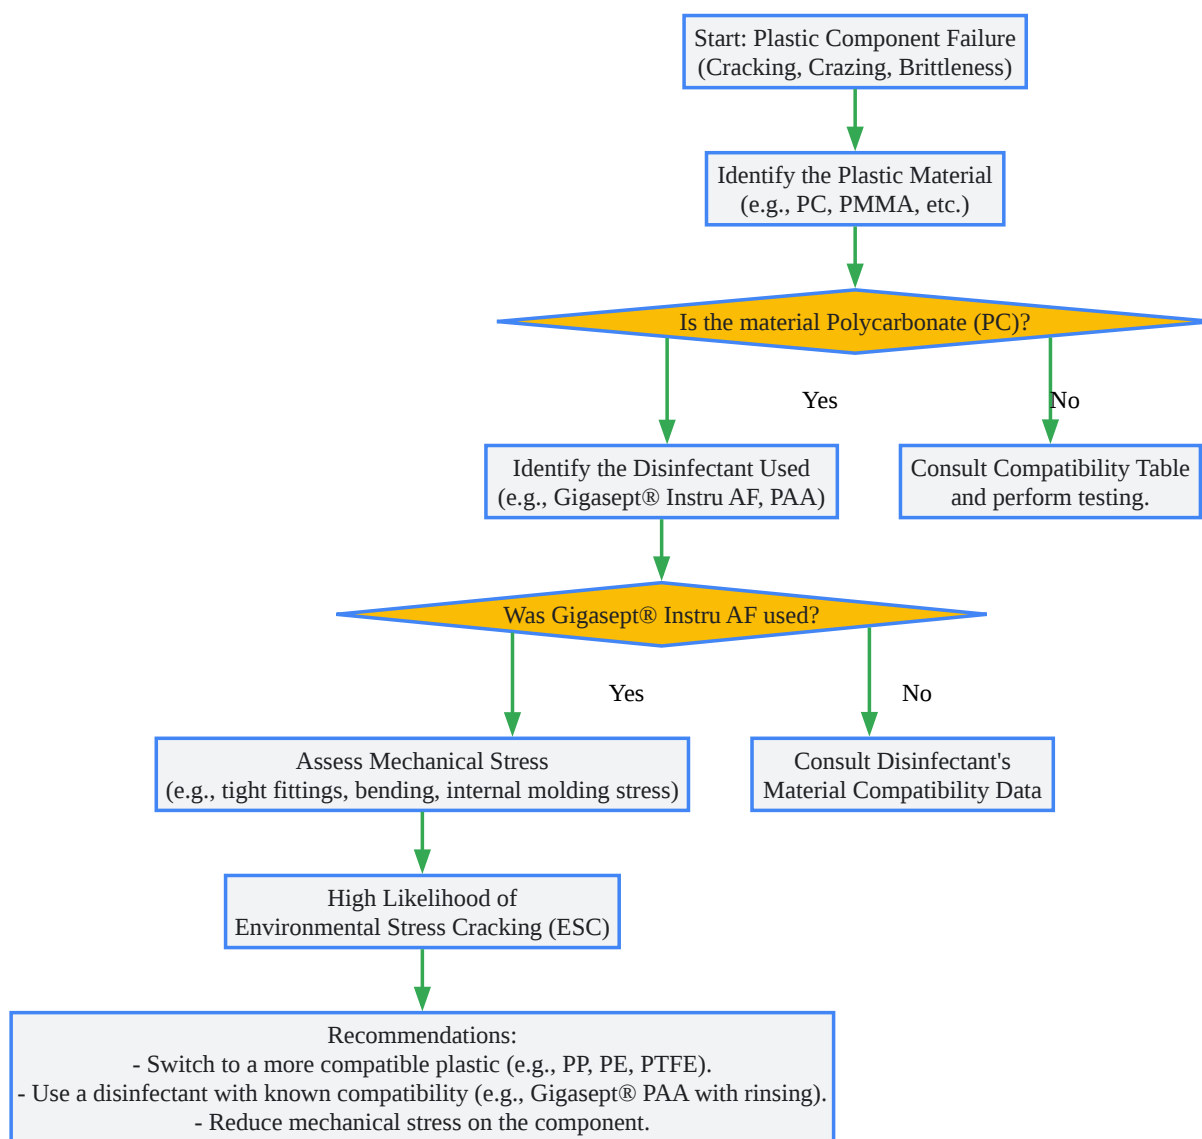 Start: Plastic Component Failure
(Cracking, Crazing, Brittleness)
Identify the Plastic Material
(e.g., PC, PMMA, etc.)
Is the material Polycarbonate (PC)?
Yes
No
Identify the Disinfectant Used
(e.g., Gigasept® Instru AF, PAA)
Consult Compatibility Table
and perform testing.
Was Gigasept® Instru AF used?
Yes
No
Assess Mechanical Stress
(e.g., tight fittings, bending, internal molding stress)
Consult Disinfectant's
Material Compatibility Data
High Likelihood of
Environmental Stress Cracking (ESC)
Recommendations:
- Switch to a more compatible plastic (e.g., PP, PE, PTFE).
- Use a disinfectant with known compatibility (e.g., Gigasept® PAA with rinsing).
- Reduce mechanical stress on the component.